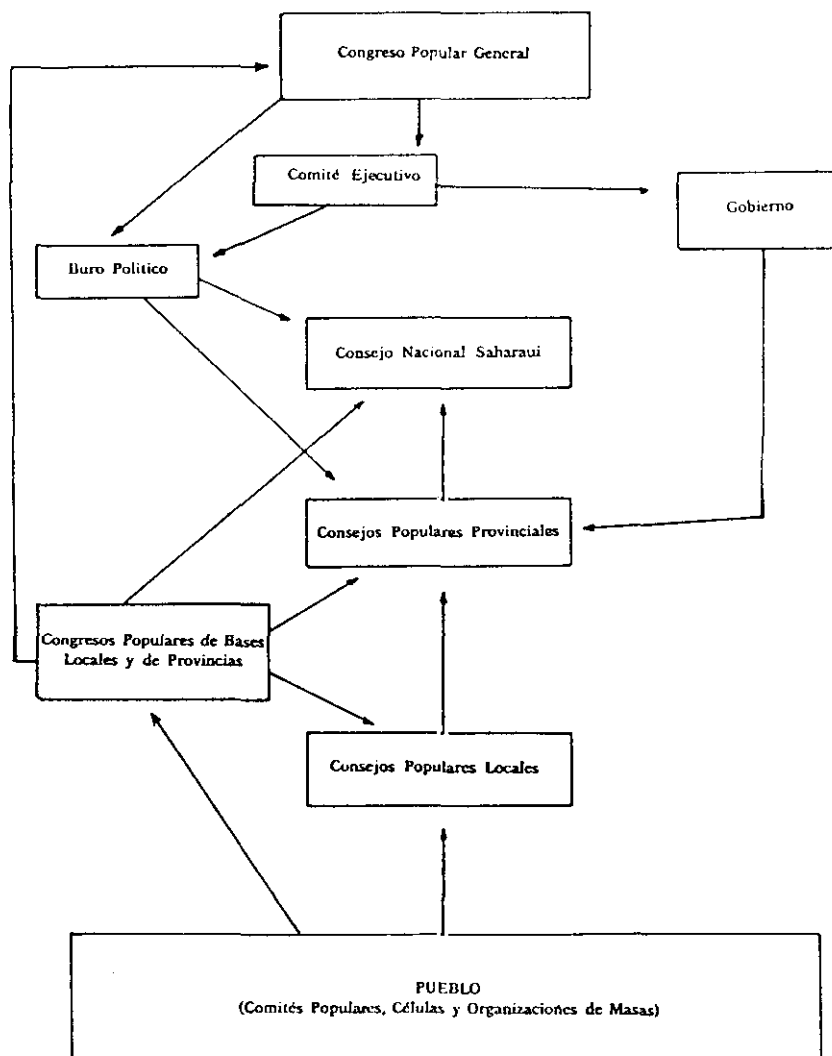 Congreso Popular General
Comité Ejecutivo
Gobierno
Buro Politico
Consejo Nacional Saharaui
Consejos Populares Provinciales
Congresos Populares de Bases
Locales y de Provincias
Consejos Populares Locales
PUEBLO
(Comités Populares, Células y Organizaciones de Masas)